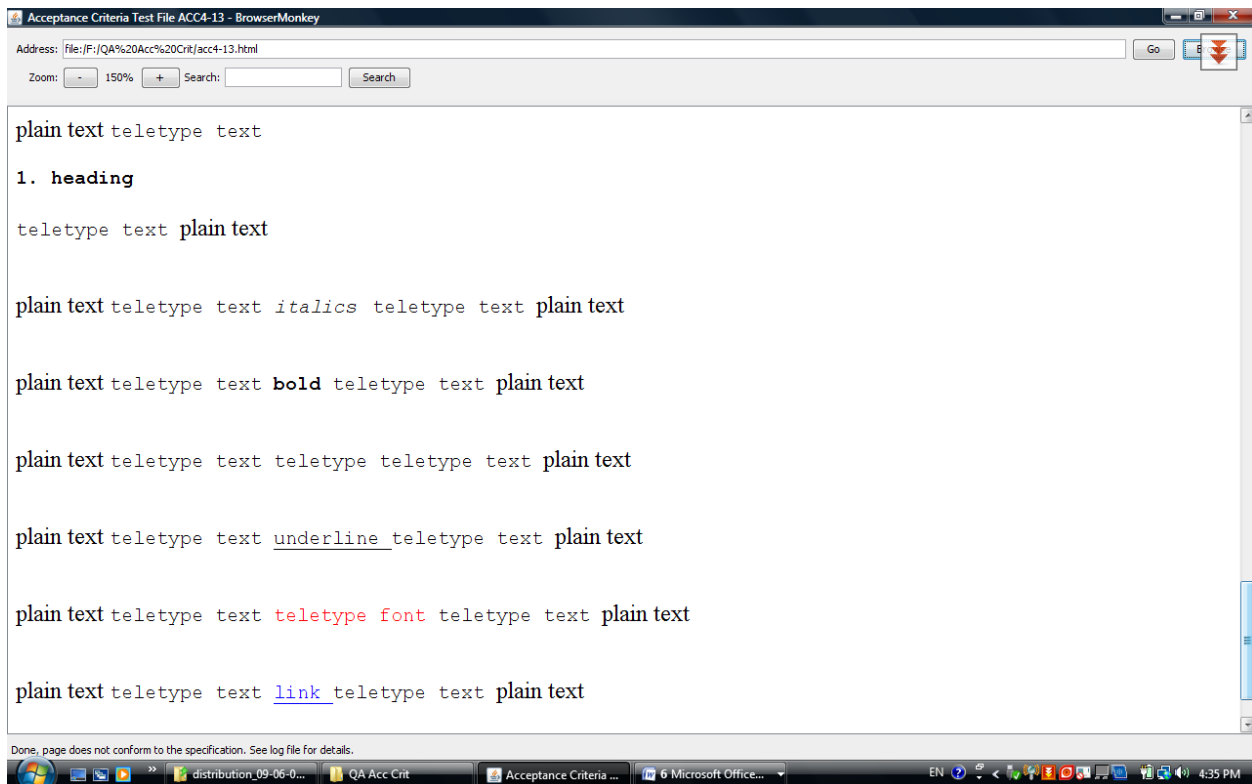 Acceptance Criteria Test File ACC4-13 - BrowserMonkey
Address: file:/F:/QA%20Acc%20Crit/acc4-13.html Go
Zoom: - 150% + Search: Search
plain text teletype text
1. heading
teletype text plain text
plain text teletype text italics teletype text plain text
plain text teletype text bold teletype text plain text
plain text teletype text teletype teletype text plain text
plain text teletype text underline teletype text plain text
plain text teletype text teletype font teletype text plain text
plain text teletype text link teletype text plain text
Done, page does not conform to the specification. See log file for details.
distribution_09-06-0... QA Acc Crit Acceptance Criteria ... 6 Microsoft Office... EN 4:35 PM